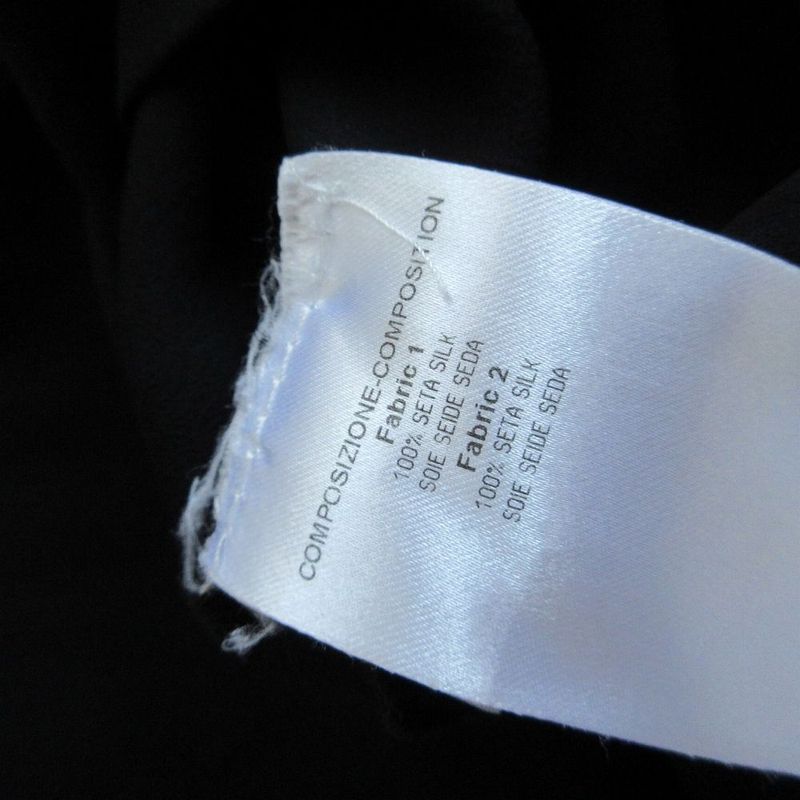 COMPOSIZIONE-COMPOSITION
Fabric 1
100% SETA SILK
SOIE SEIDE SEDA
Fabric 2
100% SETA SILK
SOIE SEIDE SEDA